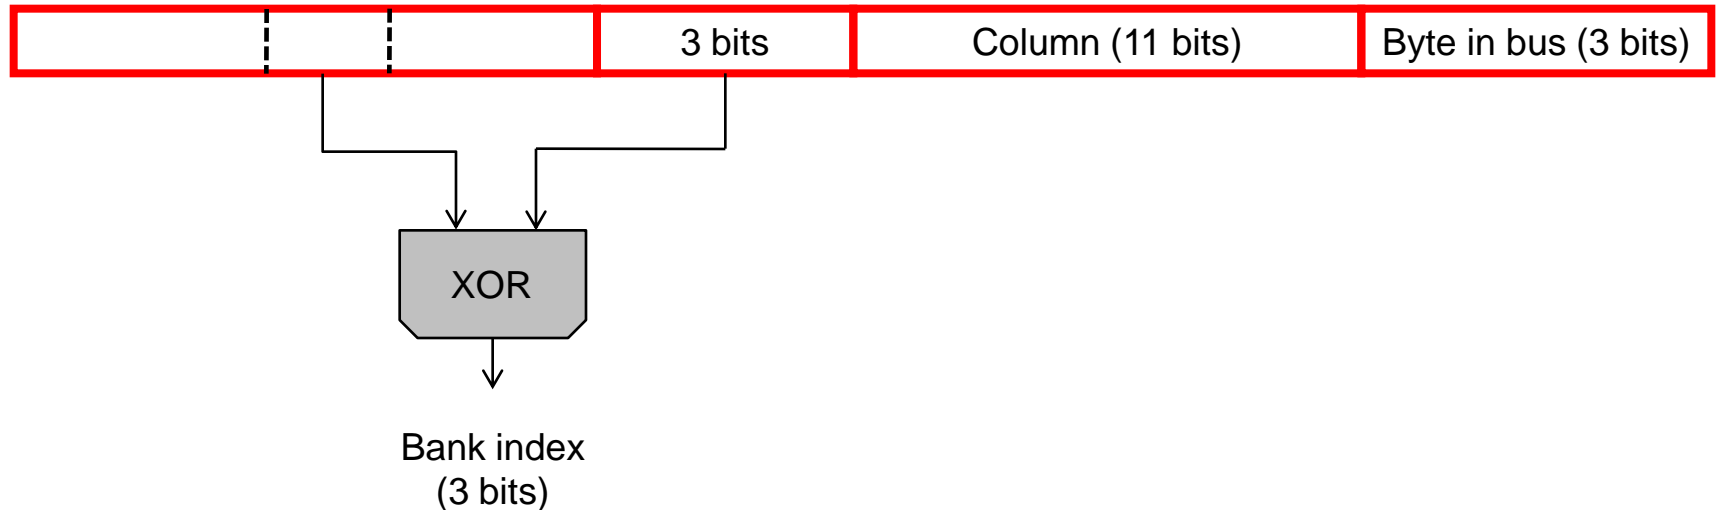 3 bits
Column (11 bits)
Byte in bus (3 bits)
XOR
Bank index
(3 bits)